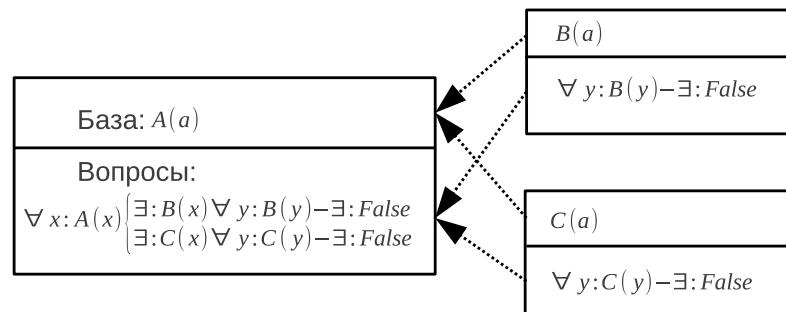 База: A(a)
Вопросы:
∀ x:A(x){∃:B(x)∀ y:B(y)−∃:False
∃:C(x)∀ y:C(y)−∃:False
B(a)
∀ y:B(y)−∃:False
C(a)
∀ y:C(y)−∃:False